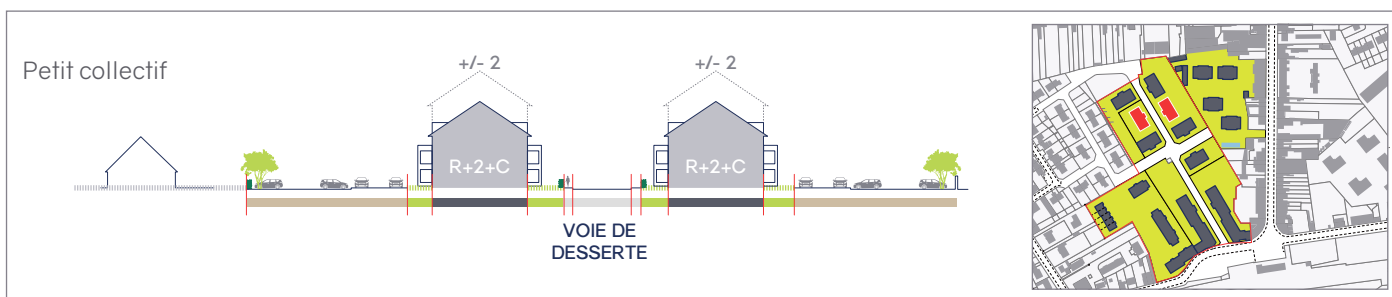 Petit collectif
+/- 2
+/- 2
R+2+C
R+2+C
VOIE DE
DESSERTE